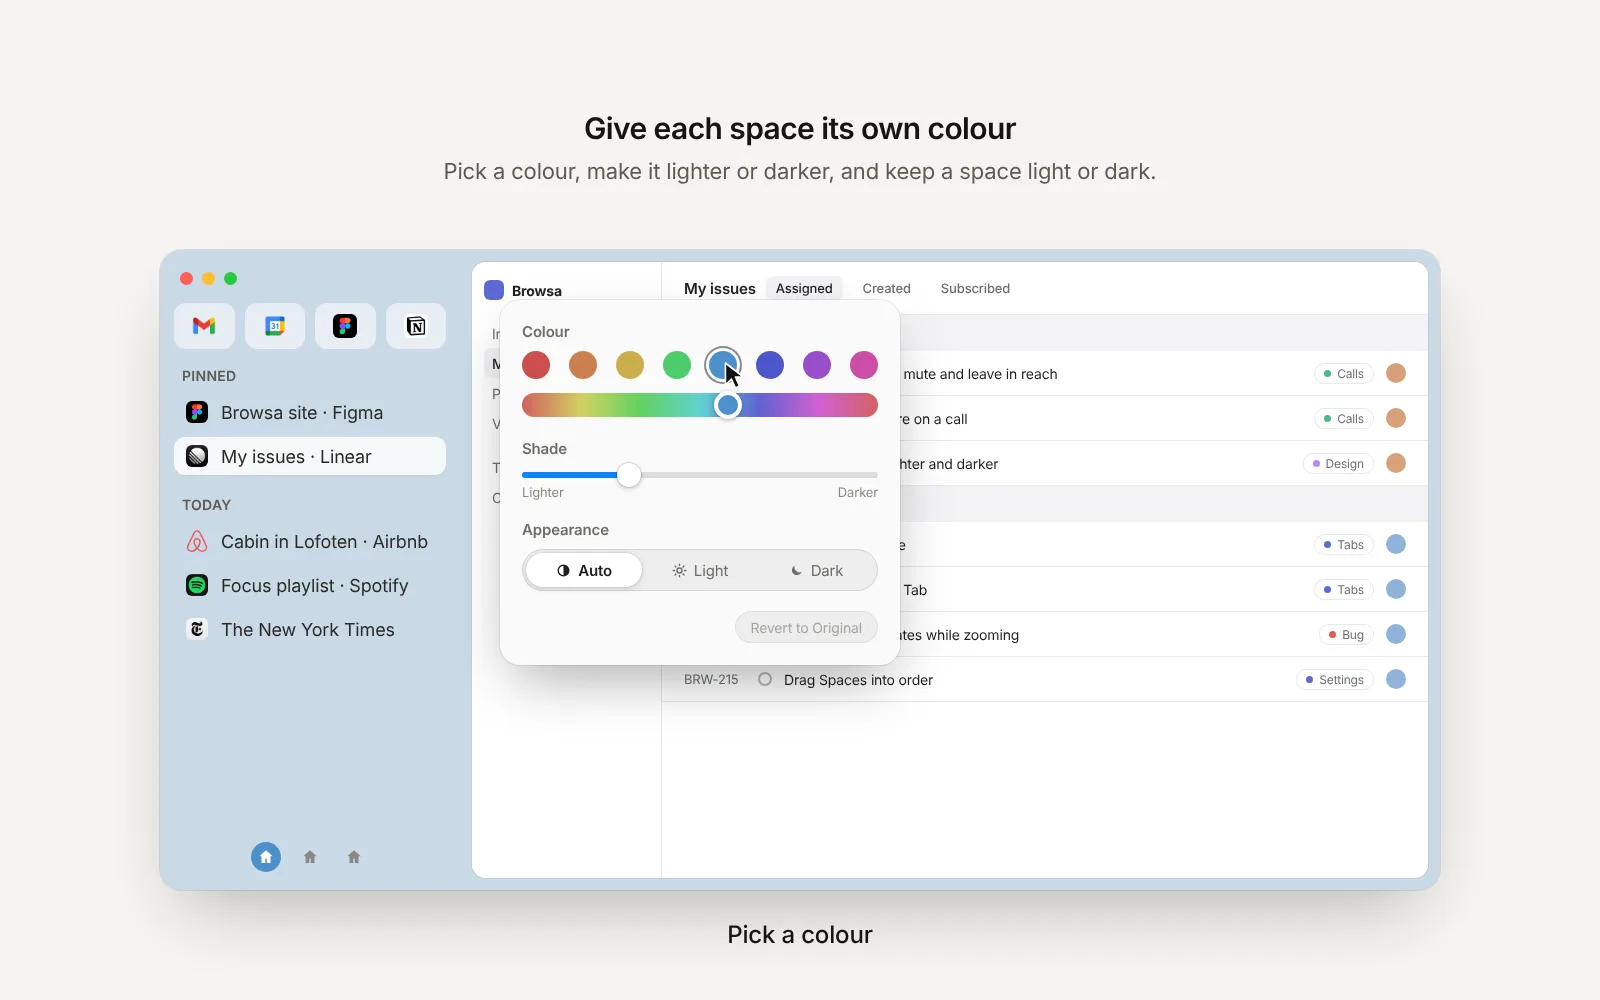 Give each space its own colour
Pick a colour, make it lighter or darker, and keep a space light or dark.
31
PINNED
Browsa site · Figma
My issues · Linear
TODAY
Cabin in Lofoten · Airbnb
Focus playlist · Spotify
The New York Times
Browsa
My issues Assigned Created Subscribed
Colour
Shade
Lighter Darker
Appearance
Auto Light Dark
Revert to Original
mute and leave in reach Calls
on a call Calls
and darker Design
Tabs
Tab Tabs
while zooming Bug
BRW-215 Drag Spaces into order Settings
Pick a colour